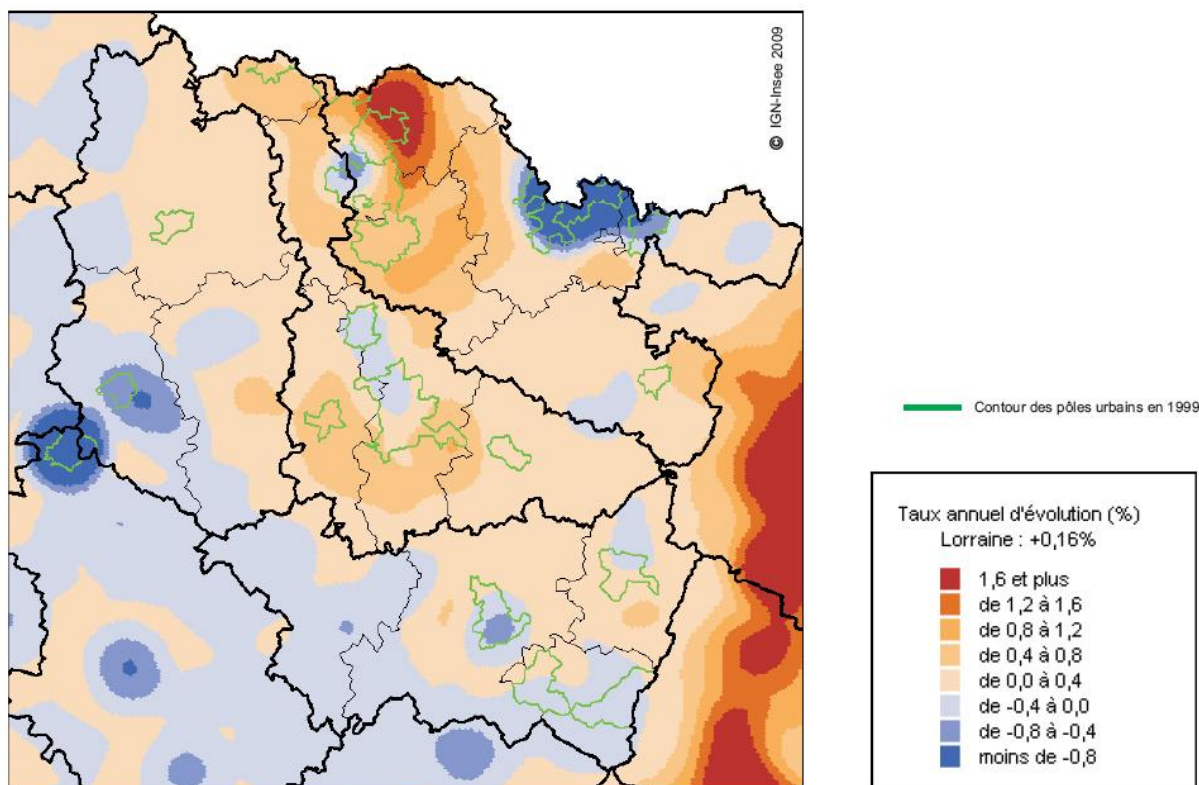 © IGN-Insee 2009
Contour des pôles urbains en 1999
Taux annuel d'évolution (%)
Lorraine : +0,16%
1,6 et plus
de 1,2 à 1,6
de 0,8 à 1,2
de 0,4 à 0,8
de 0,0 à 0,4
de -0,4 à 0,0
de -0,8 à -0,4
moins de -0,8